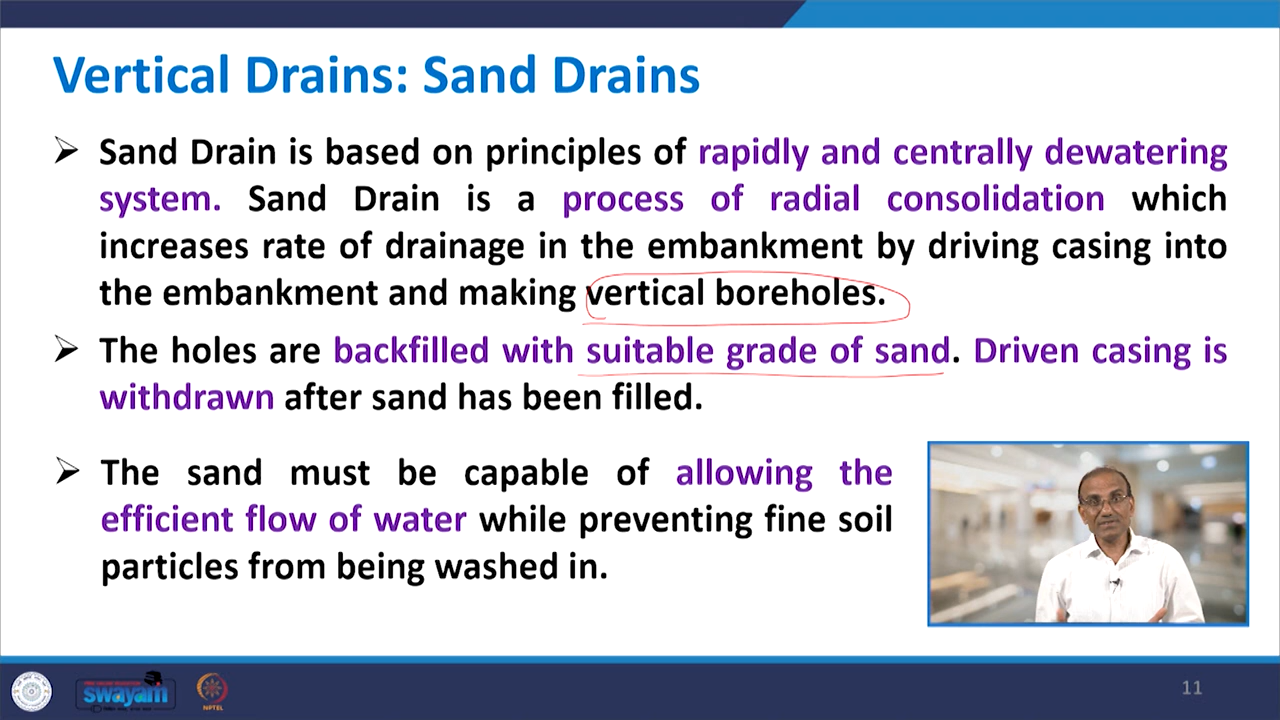 Vertical Drains: Sand Drains
➢ Sand Drain is based on principles of rapidly and centrally dewatering
system. Sand Drain is a process of radial consolidation which
increases rate of drainage in the embankment by driving casing into
the embankment and making vertical boreholes.
➢ The holes are backfilled with suitable grade of sand. Driven casing is
withdrawn after sand has been filled.
➢ The sand must be capable of allowing the
efficient flow of water while preventing fine soil
particles from being washed in.
swayam
NPTEL
11